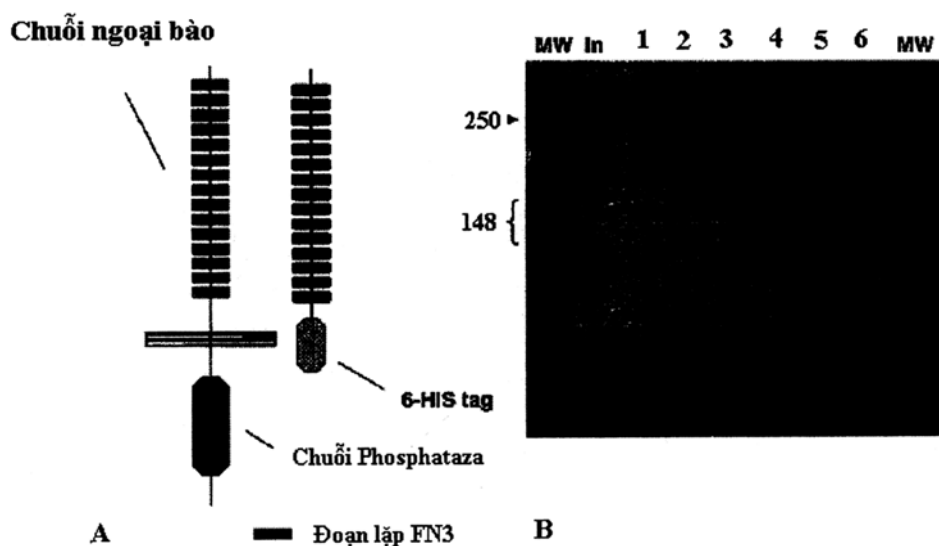 Chuỗi ngoại bào
6-HIS tag
Chuỗi Phosphataza
A
Đoạn lặp FN3
MW In 1 2 3 4 5 6 MW
250
148
B